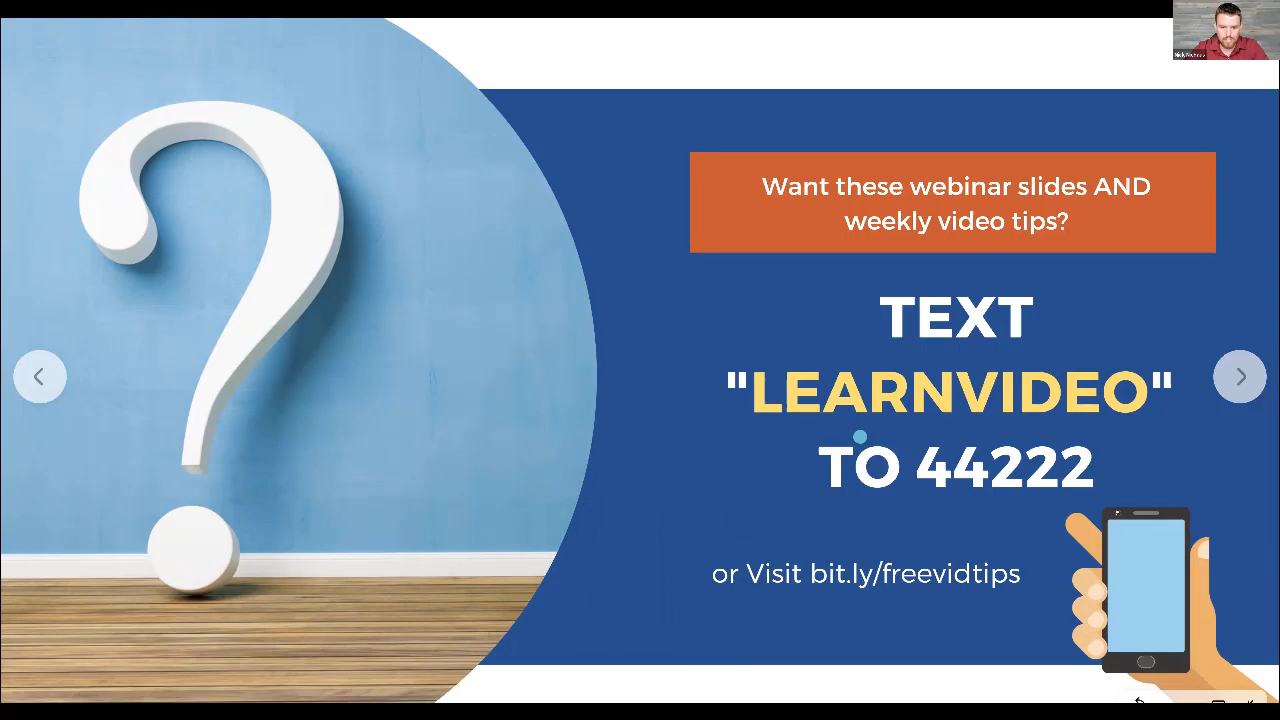 Want these webinar slides AND
weekly video tips?
TEXT
"LEARNVIDEO"
TO 44222
or Visit bit.ly/freevidtips